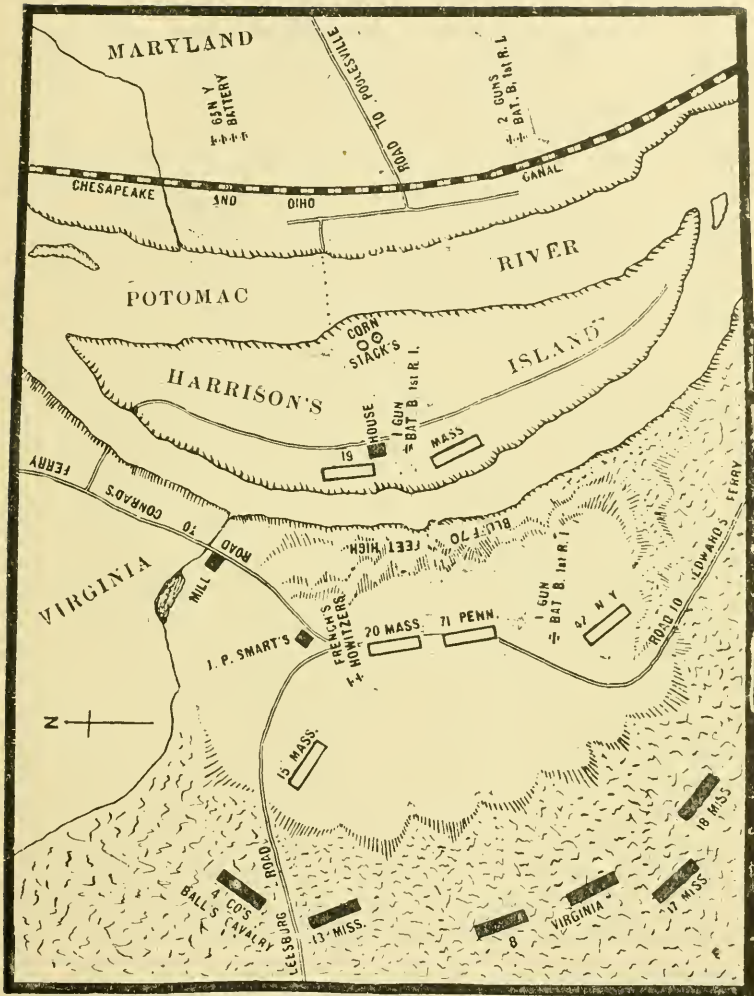 MARYLAND
6th N Y
BATTERY
ROAD TO POOLESVILLE
2 GUNS
BAT. B, 1st R. I.
CHESAPEAKE AND OHIO CANAL
POTOMAC RIVER
CORN
STACK'S
HARRISON'S ISLAND
HOUSE
1 GUN
BAT. B 1st R. I.
19 MASS
ROAD TO CONRAD'S FERRY
BLUFF 70 FEET HIGH
VIRGINIA
MILL
J. P. SMART'S
FRENCH'S
HOWITZERS
20 MASS
71 PENN
1 GUN
BAT B. 1st R. I
42 N Y
ROAD TO EDWARDS FERRY
N
15 MASS.
LEESBURG ROAD
4 CO'S
BALL'S CAVALRY
13 MISS.
8 VIRGINIA
17 MISS.
18 MISS